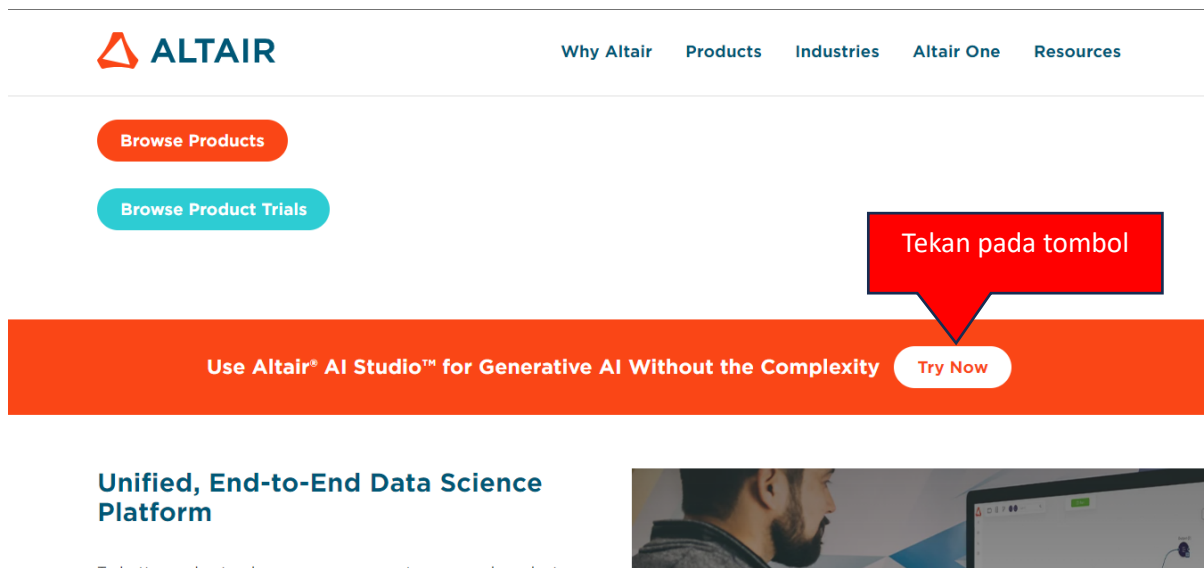 ALTAIR
Why Altair Products Industries Altair One Resources
Browse Products
Browse Product Trials
Tekan pada tombol
Use Altair® AI Studio™ for Generative AI Without the Complexity Try Now
Unified, End-to-End Data Science
Platform